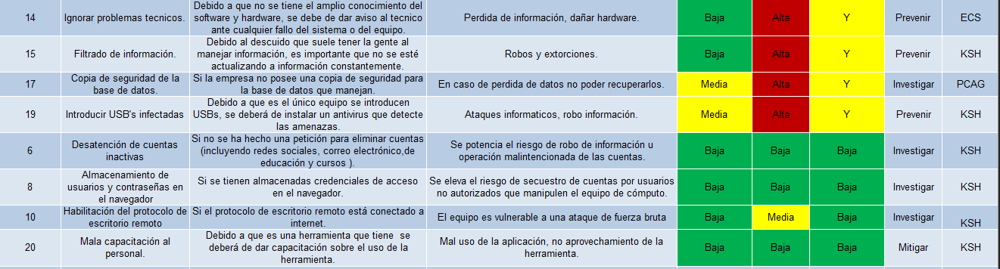 14
Ignorar problemas tecnicos.
Debido a que no se tiene el amplio conocimiento del
software y hardware, se debe de dar aviso al tecnico
ante cualquier fallo del sistema o del equipo.
Perdida de información, dañar hardware.
Baja
Alta
Y
Prevenir
ECS
15
Filtrado de información.
Debido al descuido que suele tener la gente al
manejar información, es importante que no se esté
actualizando a información constantemente.
Robos y extorciones.
Baja
Alta
Y
Prevenir
KSH
17
Copia de seguridad de la
base de datos.
Si la empresa no posee una copia de seguridad para
la base de datos que manejan.
En caso de perdida de datos no poder recuperarlos.
Media
Alta
Y
Investigar
PCAG
19
Introducir USB's infectadas
Debido a que es el único equipo se introducen
USBs, se deberá de instalar un antivirus que detecte
las amenazas.
Ataques informaticos, robo información.
Media
Alta
Y
Prevenir
KSH
6
Desatención de cuentas
inactivas
Si no se ha hecho una petición para eliminar cuentas
(incluyendo redes sociales, correo electrónico,de
educación y cursos ).
Se potencia el riesgo de robo de información u
operación malintencionada de las cuentas.
Baja
Baja
Baja
Investigar
KSH
8
Almacenamiento de
usuarios y contraseñas en
el navegador
Si se tienen almacenadas credenciales de acceso
en el navegador.
Se eleva el riesgo de secuestro de cuentas por usuarios
no autorizados que manipulen el equipo de cómputo.
Baja
Baja
Baja
Investigar
KSH
10
Habilitación del protocolo de
escritorio remoto
Si el protocolo de escritorio remoto está conectado a
internet.
El equipo es vulnerable a una ataque de fuerza bruta
Baja
Media
Baja
Investigar
KSH
20
Mala capacitación al
personal.
Debido a que es una herramienta que tiene se
deberá de dar capacitación sobre el uso de la
herramienta.
Mal uso de la aplicación, no aprovechamiento de la
herramienta.
Baja
Baja
Baja
Mitigar
KSH